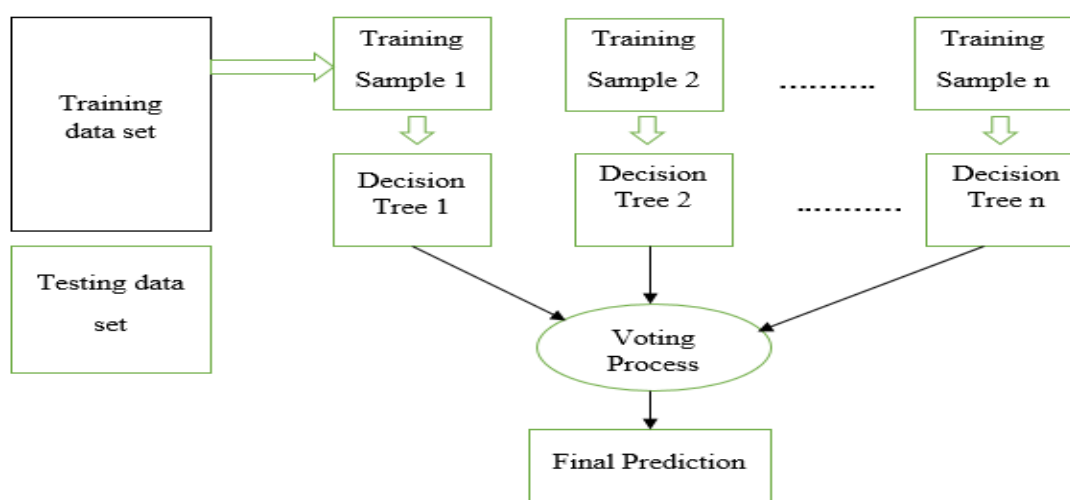 Training
data set
Testing data
set
Training
Sample 1
Training
Sample 2
...........
Training
Sample n
Decision
Tree 1
Decision
Tree 2
............
Decision
Tree n
Voting
Process
Final Prediction